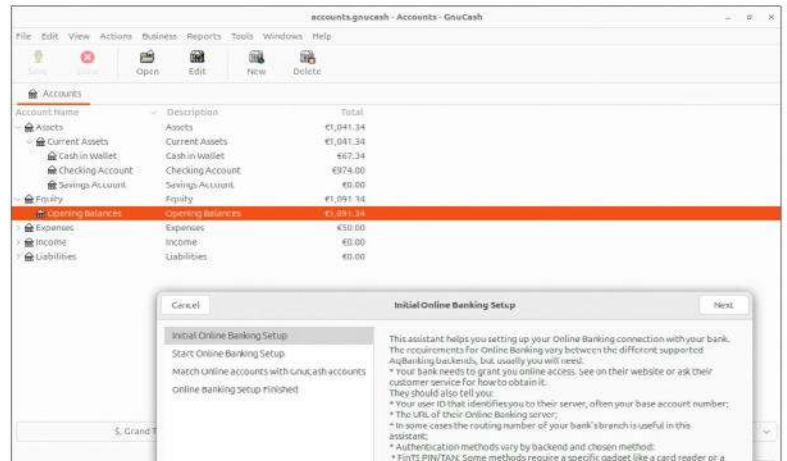 accounts.gnucash - Accounts - GnuCash
File Edit View Actions Business Reports Tools Windows Help
Save Close Open Edit New Delete
Accounts
Account Name Description Total
Assets Assets €1,041.34
Current Assets Current Assets €1,041.34
Cash in Wallet Cash in Wallet €67.34
Checking Account Checking Account €974.00
Savings Account Savings Account €0.00
Equity Equity €1,091.34
Opening Balances Opening Balances €1,091.34
Expenses Expenses €50.00
Income Income €0.00
Liabilities Liabilities €0.00
Cancel Initial Online Banking Setup Next
Initial Online Banking Setup
Start Online Banking Setup
Match Online accounts with GnuCash accounts
Online Banking Setup Finished
This assistant helps you setting up your Online Banking connection with your bank.
The requirements for Online Banking vary between the different supported
AqBanking backends, but usually you will need:
* Your bank needs to grant you online access. See on their website or ask their
customer service for how to obtain it.
They should also tell you:
* Your user ID that identifies you to their server, often your base account number;
* The URL of their Online Banking server;
* In some cases the routing number of your bank's branch is useful in this
assistant;
* Authentication methods vary by backend and chosen method:
* FinTS PIN/TAN: Some methods require a specific gadget like a card reader or a
$, Grand T